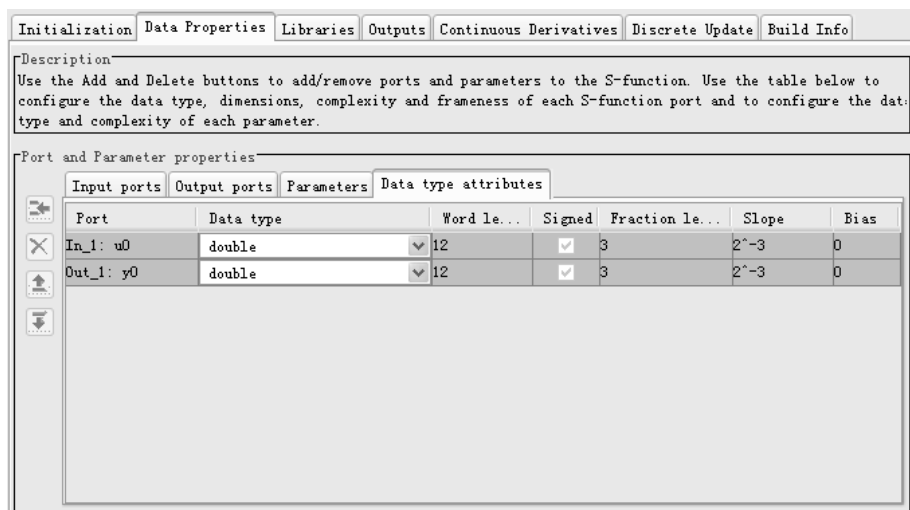 Initialization Data Properties Libraries Outputs Continuous Derivatives Discrete Update Build Info
Description
Use the Add and Delete buttons to add/remove ports and parameters to the S-function. Use the table below to
configure the data type, dimensions, complexity and frameness of each S-function port and to configure the dat
type and complexity of each parameter.
Port and Parameter properties
Input ports Output ports Parameters Data type attributes
Port Data type Word le... Signed Fraction le... Slope Bias
In_1: u0 double 12 3 2^-3 0
Out_1: y0 double 12 3 2^-3 0